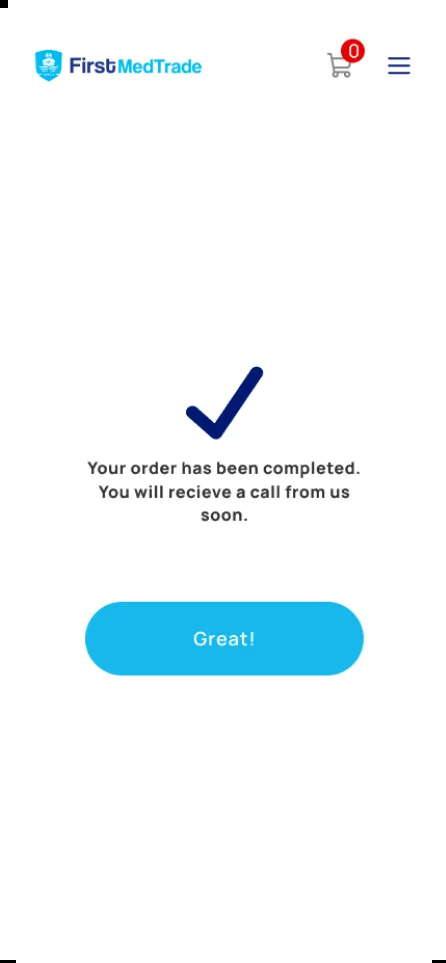 FirstMedTrade
0
Your order has been completed.
You will recieve a call from us
soon.
Great!